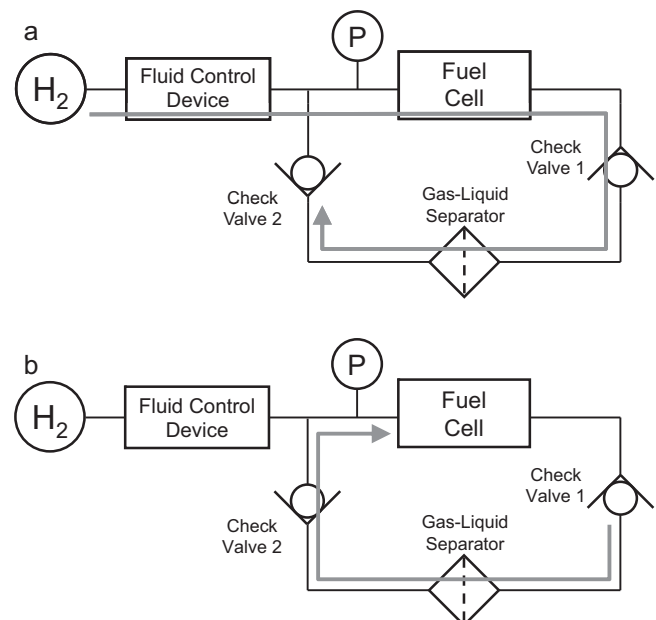 a
P
H2
Fluid Control
Device
Fuel
Cell
Check
Valve 1
Check
Valve 2
Gas-Liquid
Separator
b
P
H2
Fluid Control
Device
Fuel
Cell
Check
Valve 1
Check
Valve 2
Gas-Liquid
Separator